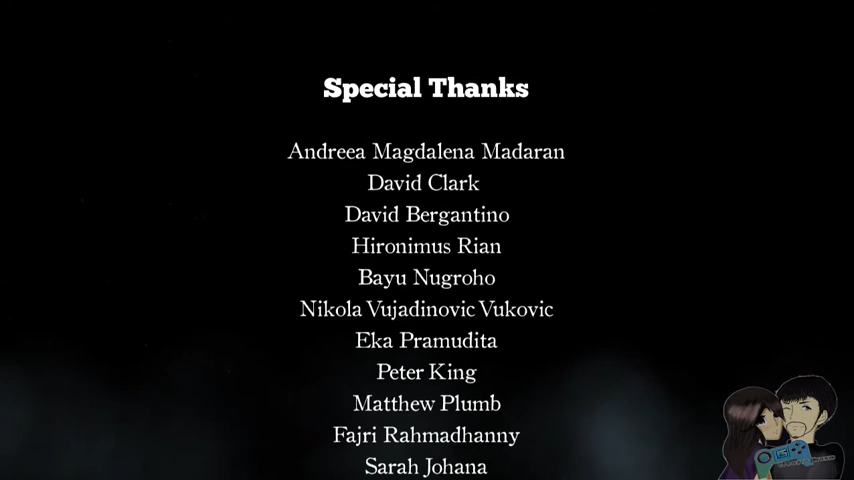 Special Thanks
Andreea Magdalena Madaran
David Clark
David Bergantino
Hironimus Rian
Bayu Nugroho
Nikola Vujadinovic Vukovic
Eka Pramudita
Peter King
Matthew Plumb
Fajri Rahmadhanny
Sarah Johana